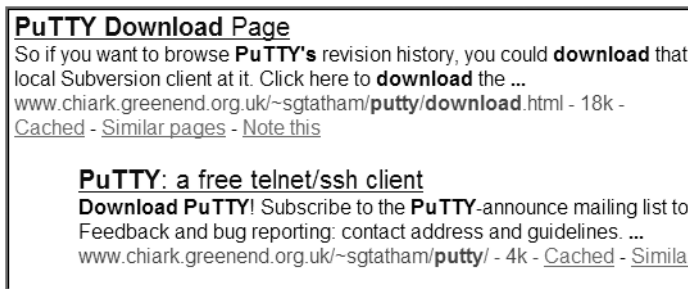 PuTTY Download Page
So if you want to browse PuTTY's revision history, you could download that
local Subversion client at it. Click here to download the ...
www.chiark.greenend.org.uk/~sgtatham/putty/download.html - 18k -
Cached - Similar pages - Note this
PuTTY: a free telnet/ssh client
Download PuTTY! Subscribe to the PuTTY-announce mailing list to
Feedback and bug reporting: contact address and guidelines. ...
www.chiark.greenend.org.uk/~sgtatham/putty/ - 4k - Cached - Simila